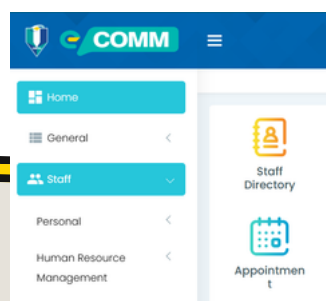 e COMM
Home
General
Staff
Personal
Human Resource
Management
Staff
Directory
Appointmen
t